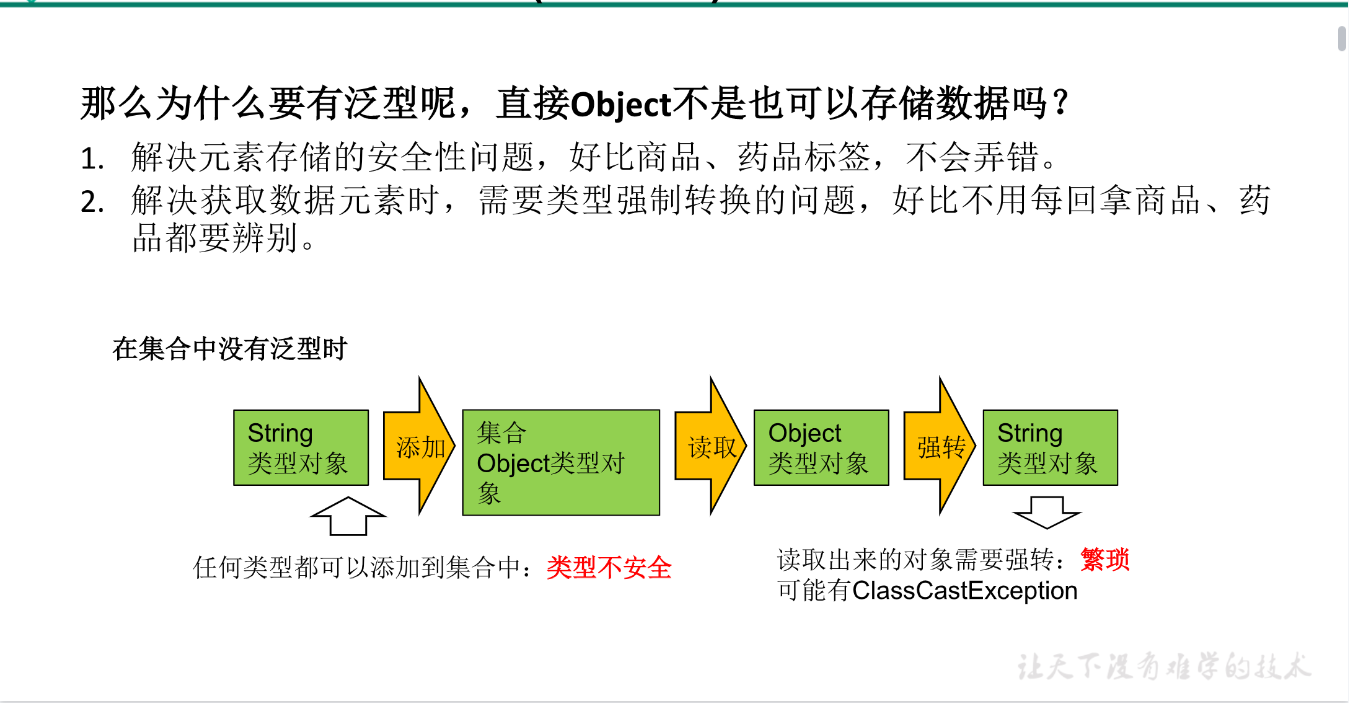 那么为什么要有泛型呢，直接Object不是也可以存储数据吗？
1. 解决元素存储的安全性问题，好比商品、药品标签，不会弄错。
2. 解决获取数据元素时，需要类型强制转换的问题，好比不用每回拿商品、药
品都要辨别。
在集合中没有泛型时
String
类型对象
添加
集合
Object类型对
象
读取
Object
类型对象
强转
String
类型对象
任何类型都可以添加到集合中：类型不安全
读取出来的对象需要强转：繁琐
可能有ClassCastException
让天下没有难学的技术